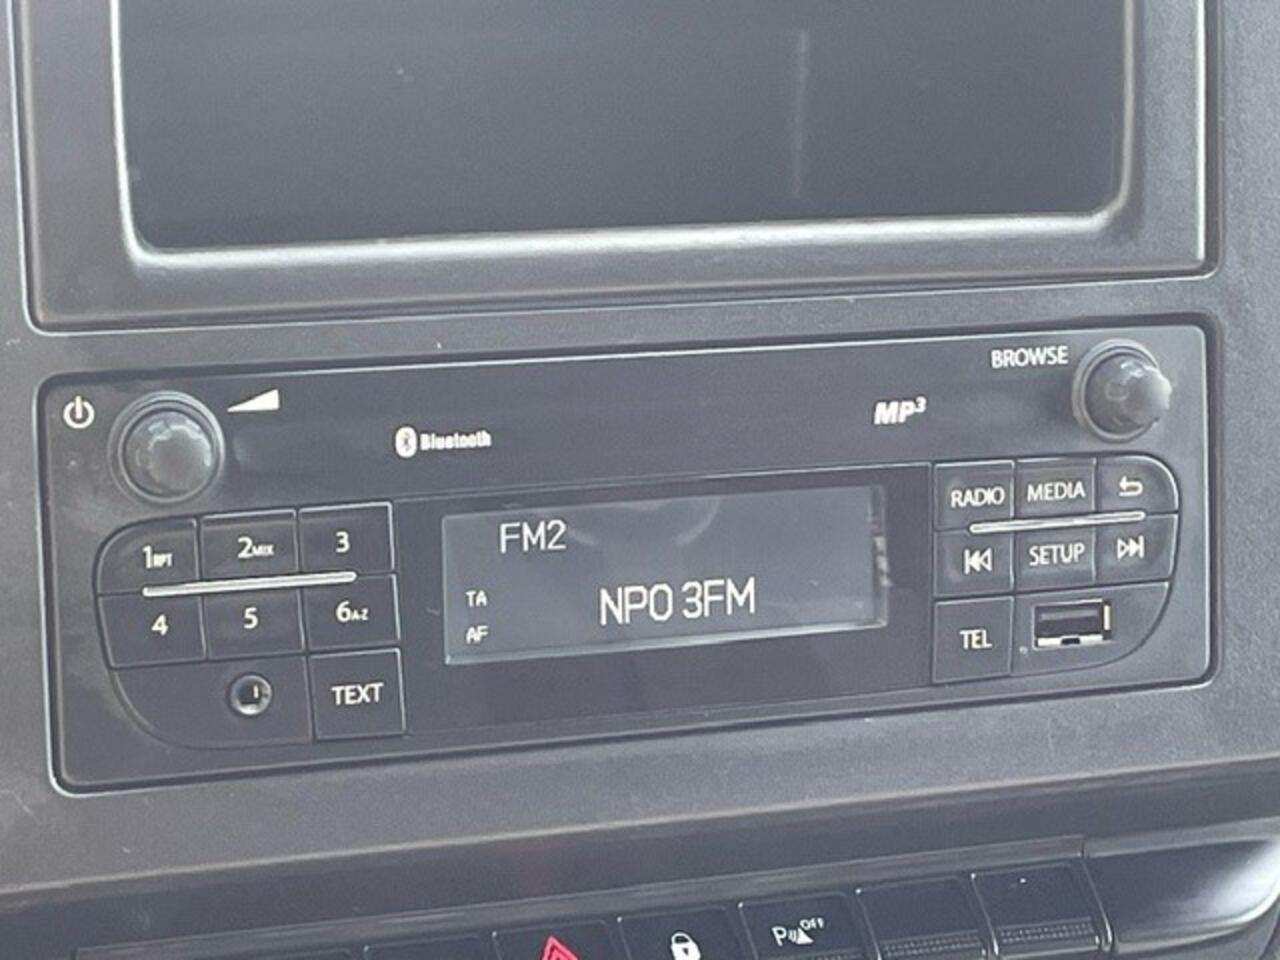 BROWSE
Bluetooth
MP3
1RPT
2MIX
3
4
5
6A-Z
TEXT
FM2
TA
NPO 3FM
AF
RADIO
MEDIA
SETUP
TEL
P OFF